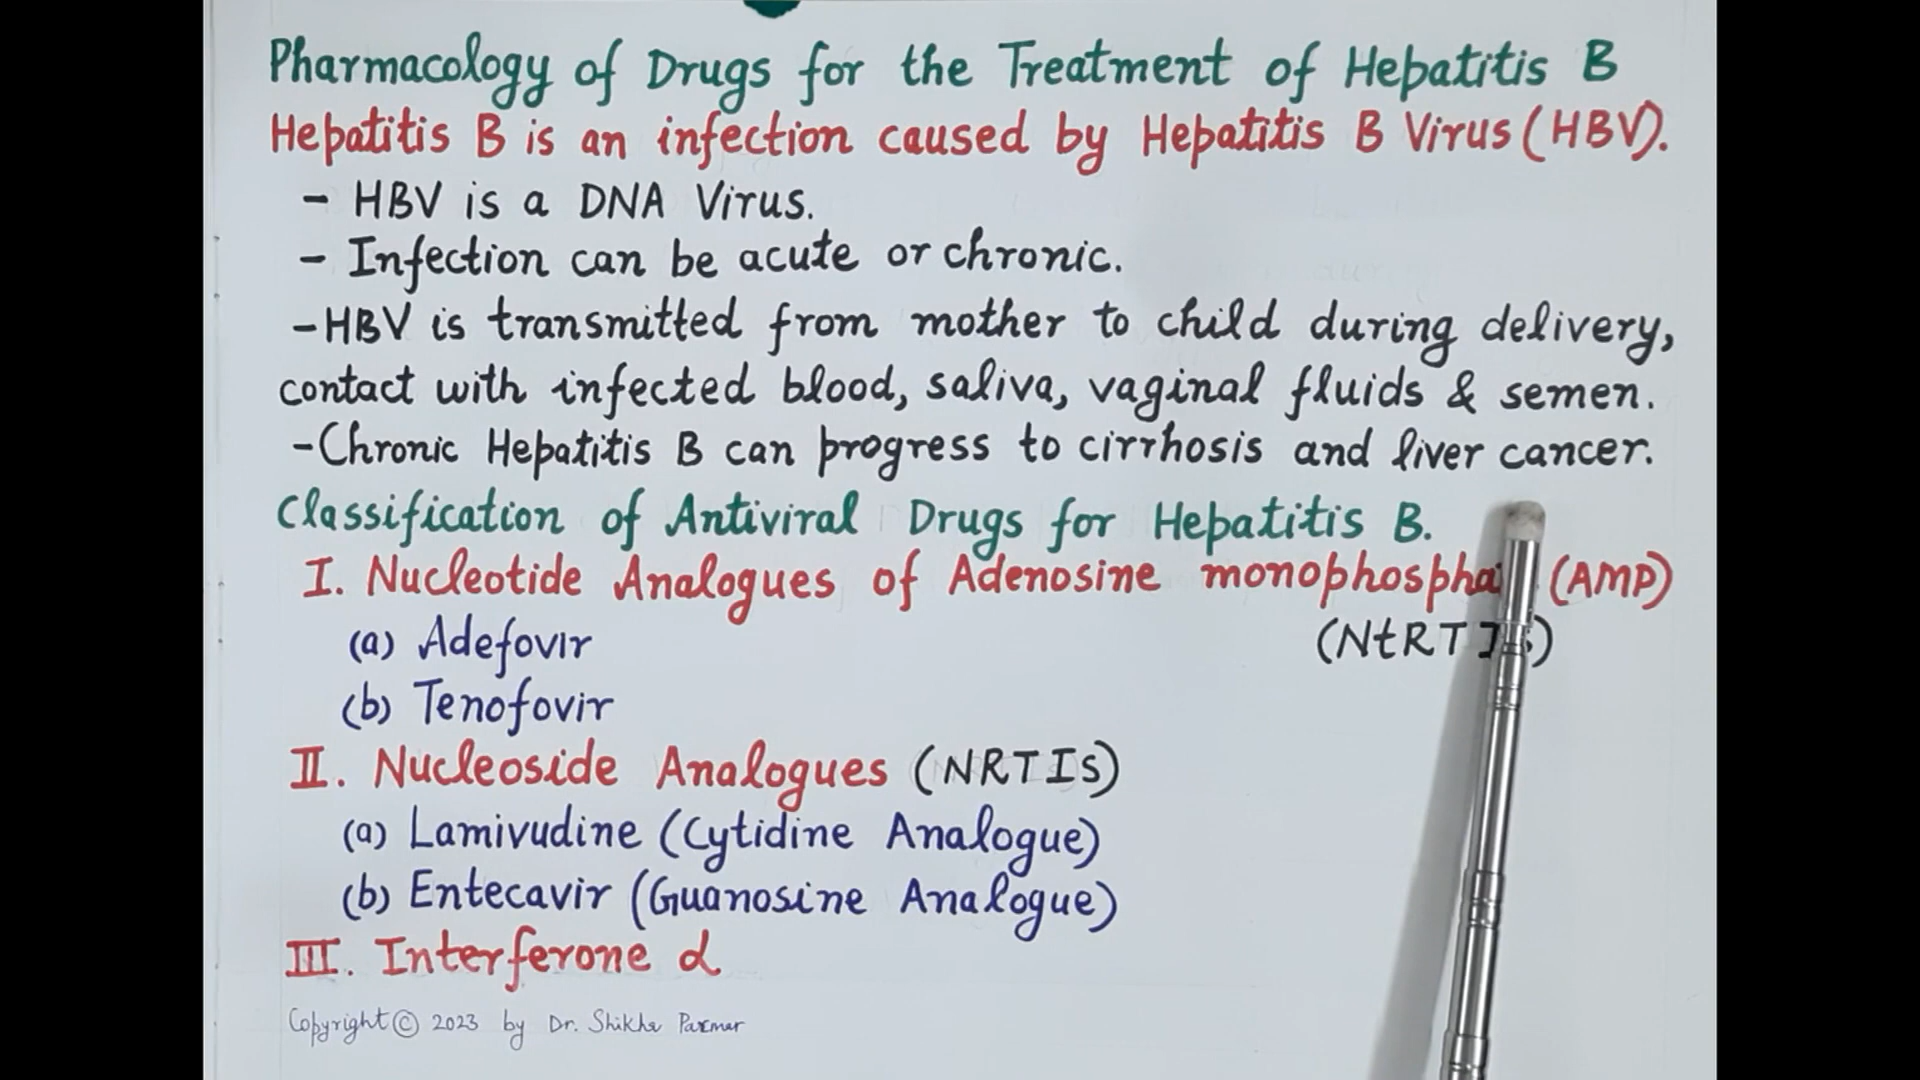 Pharmacology of Drugs for the Treatment of Hepatitis B
Hepatitis B is an infection caused by Hepatitis B Virus (HBV).
- HBV is a DNA Virus.
- Infection can be acute or chronic.
- HBV is transmitted from mother to child during delivery,
contact with infected blood, saliva, vaginal fluids & semen.
- Chronic Hepatitis B can progress to cirrhosis and liver cancer.
Classification of Antiviral Drugs for Hepatitis B.
I. Nucleotide Analogues of Adenosine (AMP)
(a) Adefovir
(b) Tenofovir
II. Nucleoside Analogues (NRTIs)
(a) Lamivudine (Cytidine Analogue)
(b) Entecavir (Guanosine Analogue)
III. Interferone α
Copyright © 2023 by Dr. Shikha Parmar